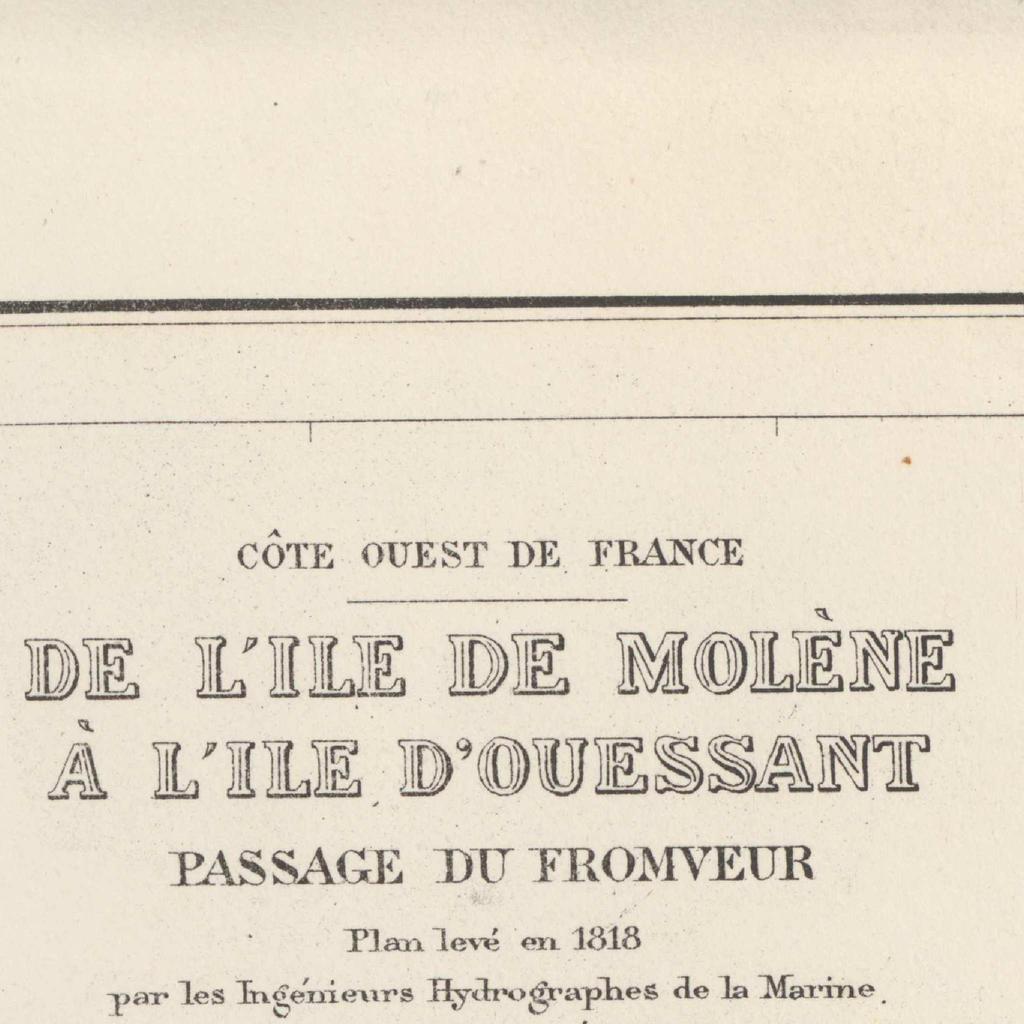 CÔTE OUEST DE FRANCE
DE L'ILE DE MOLÈNE
À L'ILE D'OUESSANT
PASSAGE DU FROMVEUR
Plan levé en 1818
par les Ingénieurs Hydrographes de la Marine.